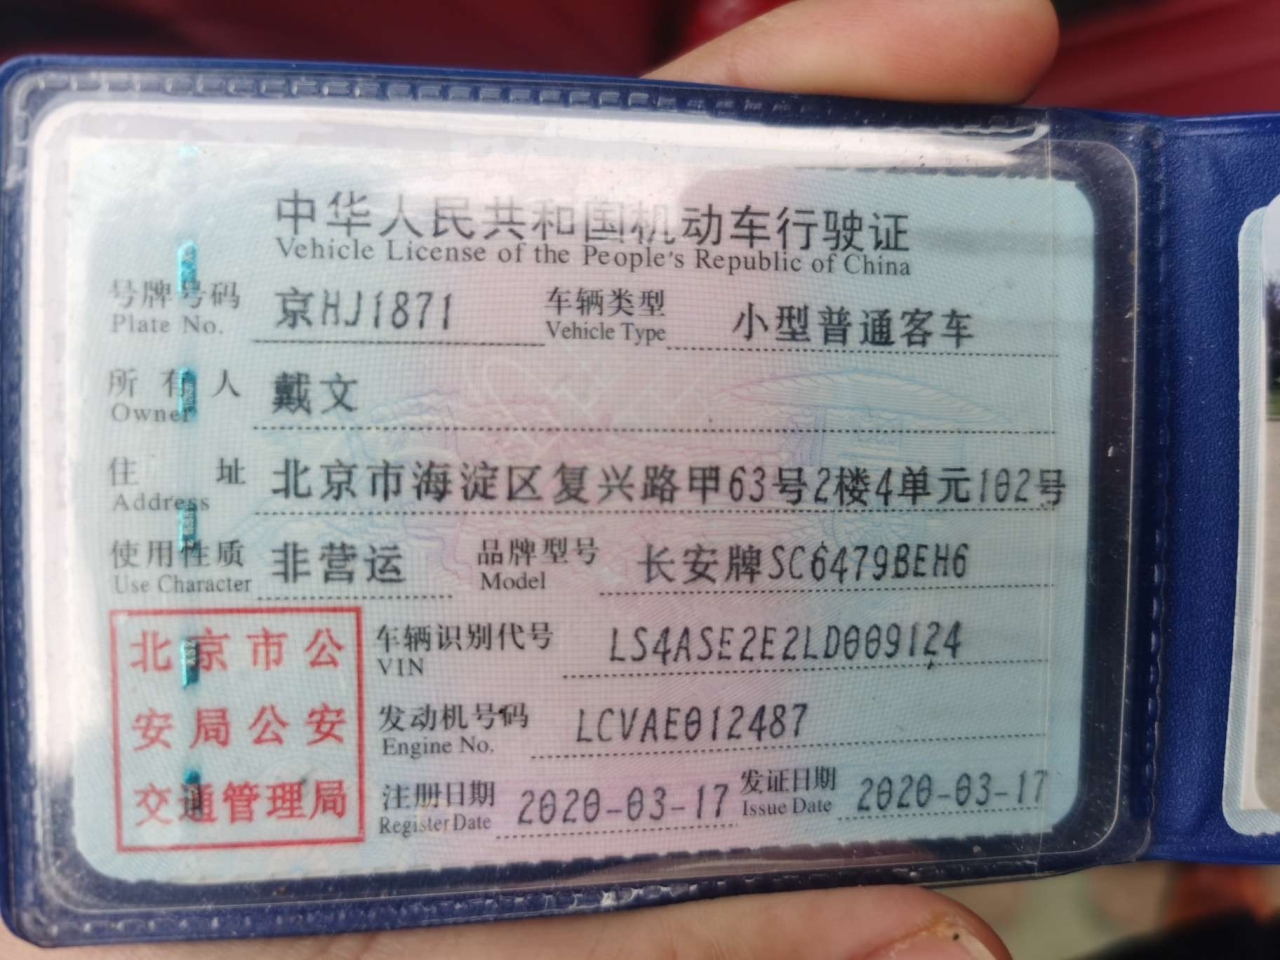 中华人民共和国机动车行驶证
Vehicle License of the People's Republic of China
号牌号码 京HJ1871 车辆类型 小型普通客车
Plate No. Vehicle Type
所有人 戴文
Owner
住址 北京市海淀区复兴路甲63号2楼4单元102号
Address
使用性质 非营运 品牌型号 长安牌SC6479BEH6
Use Character Model
北京市公
安局公安
交通管理局
车辆识别代号 LS4ASE2E2LD009124
VIN
发动机号码 LCVAE012487
Engine No.
注册日期 2020-03-17 发证日期 2020-03-17
Register Date Issue Date